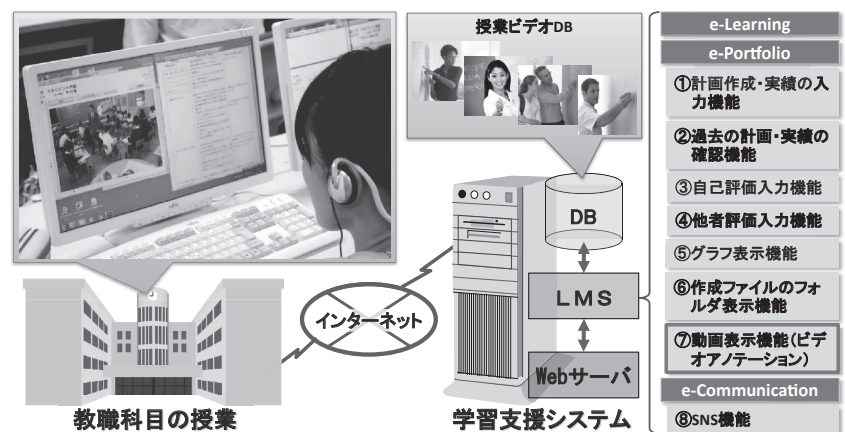 授業ビデオDB
DB
LMS
Webサーバ
インターネット
教職科目の授業
学習支援システム
e-Learning
e-Portfolio
①計画作成・実績の入
力機能
②過去の計画・実績の
確認機能
③自己評価入力機能
④他者評価入力機能
⑤グラフ表示機能
⑥作成ファイルのフォ
ルダ表示機能
⑦動画表示機能(ビデ
オアノテーション)
e-Communication
⑧SNS機能